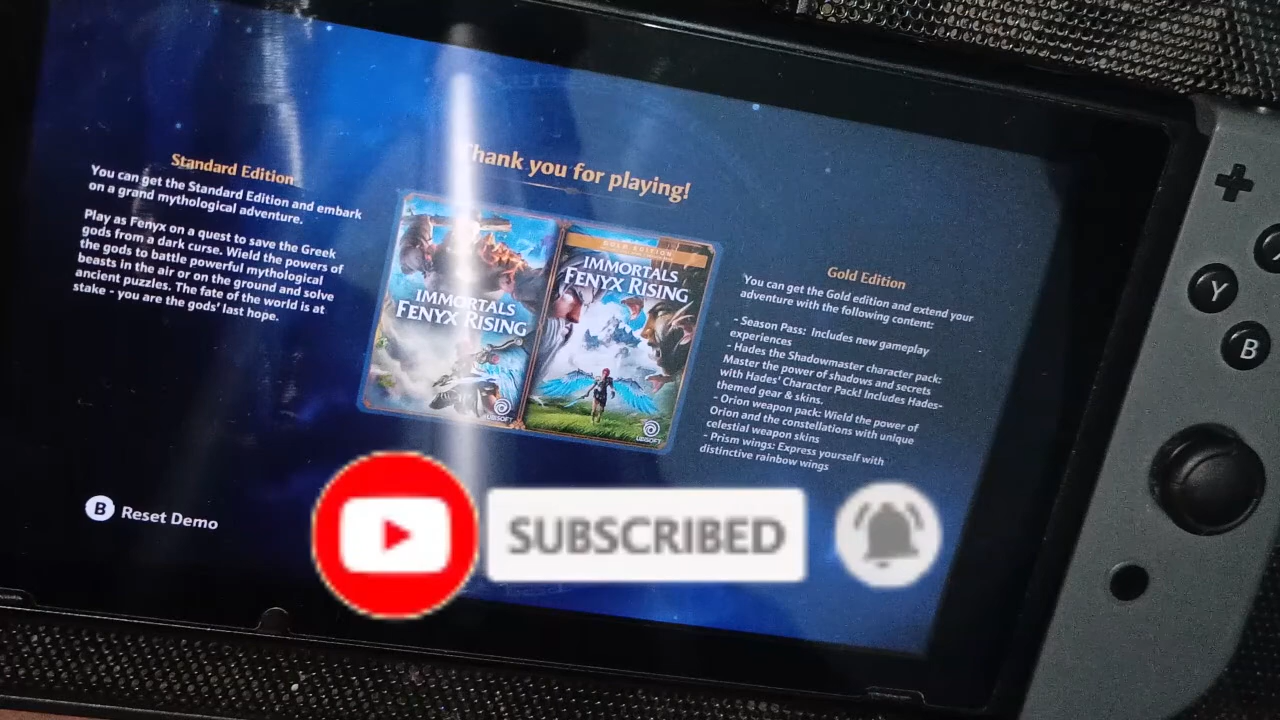 Thank you for playing!
Standard Edition
You can get the Standard Edition and embark
on a grand mythological adventure.
Play as Fenyx on a quest to save the Greek
gods from a dark curse. Wield the powers of
the gods to battle powerful mythological
beasts in the air or on the ground and solve
ancient puzzles. The fate of the world is at
stake - you are the gods' last hope.
IMMORTALS
FENYX RISING
UBISOFT
GOLD EDITION
IMMORTALS
FENYX RISING
UBISOFT
Gold Edition
You can get the Gold edition and extend your
adventure with the following content:
- Season Pass: Includes new gameplay
experiences
- Hades the Shadowmaster character pack:
Master the power of shadows and secrets
with Hades' Character Pack! Includes Hades-
themed gear & skins.
- Orion weapon pack: Wield the power of
Orion and the constellations with unique
celestial weapon skins
- Prism wings: Express yourself with
distinctive rainbow wings
B Reset Demo
SUBSCRIBED
Y
B